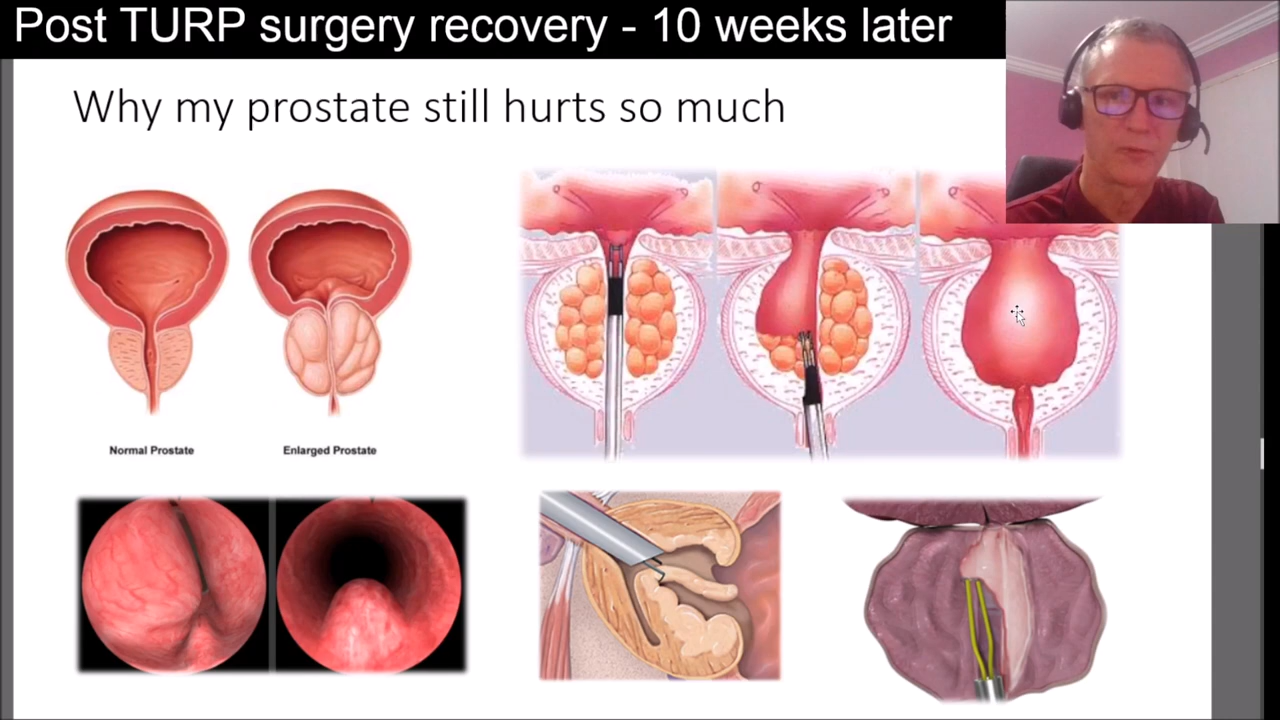 Post TURP surgery recovery - 10 weeks later
Why my prostate still hurts so much
Normal Prostate
Enlarged Prostate